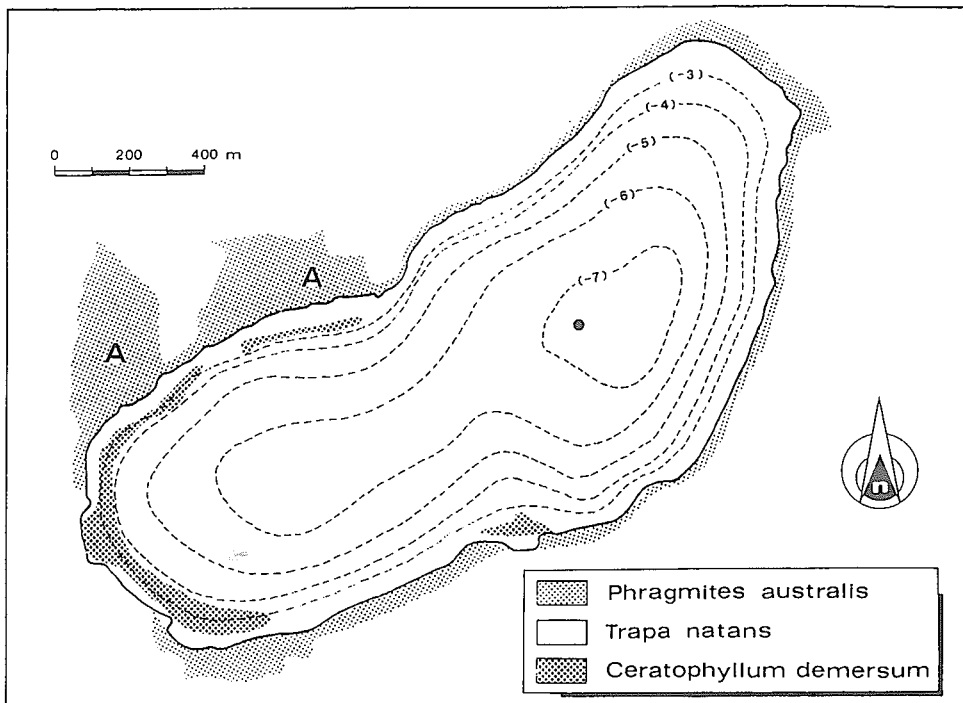 (-3)
(-4)
(-5)
(-6)
(-7)
0 200 400 m
A
A
n
Phragmites australis
Trapa natans
Ceratophyllum demersum